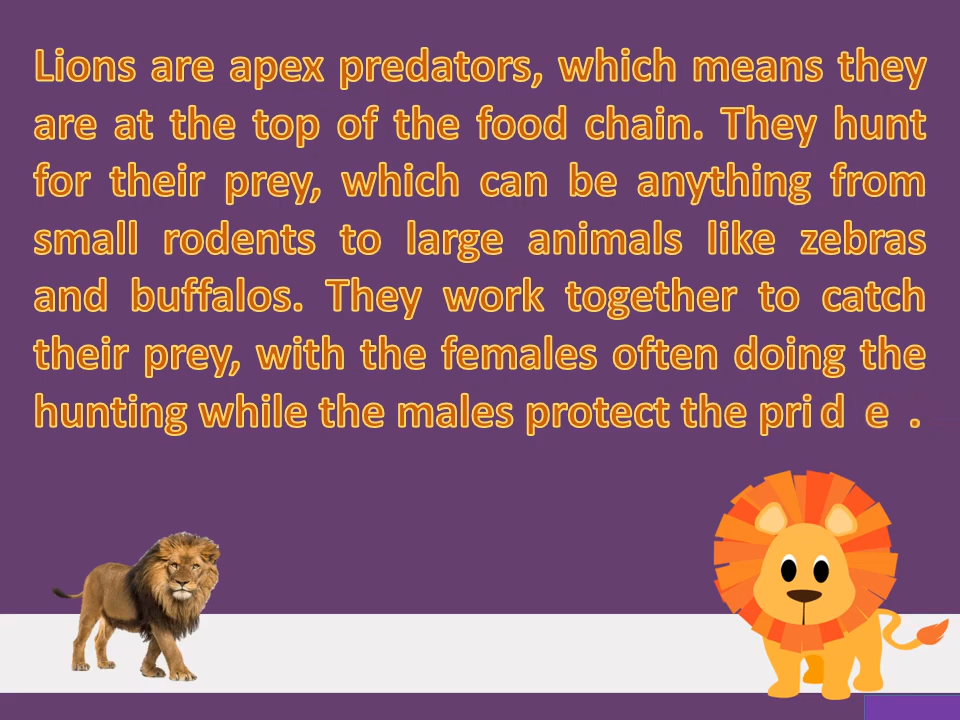 Lions are apex predators, which means they
are at the top of the food chain. They hunt
for their prey, which can be anything from
small rodents to large animals like zebras
and buffalos. They work together to catch
their prey, with the females often doing the
hunting while the males protect the pride.